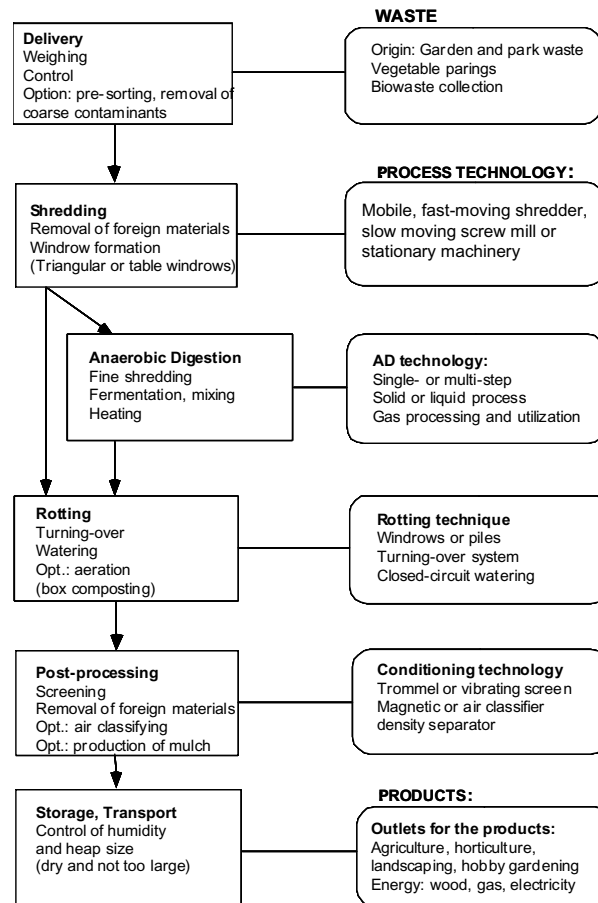 WASTE
Delivery
Weighing
Control
Option: pre-sorting, removal of
coarse contaminants
Origin: Garden and park waste
Vegetable parings
Biowaste collection
PROCESS TECHNOLOGY:
Shredding
Removal of foreign materials
Windrow formation
(Triangular or table windrows)
Mobile, fast-moving shredder,
slow moving screw mill or
stationary machinery
Anaerobic Digestion
Fine shredding
Fermentation, mixing
Heating
AD technology:
Single- or multi-step
Solid or liquid process
Gas processing and utilization
Rotting
Turning-over
Watering
Opt.: aeration
(box composting)
Rotting technique
Windrows or piles
Turning-over system
Closed-circuit watering
Post-processing
Screening
Removal of foreign materials
Opt.: air classifying
Opt.: production of mulch
Conditioning technology
Trommel or vibrating screen
Magnetic or air classifier
density separator
PRODUCTS:
Storage, Transport
Control of humidity
and heap size
(dry and not too large)
Outlets for the products:
Agriculture, horticulture,
landscaping, hobby gardening
Energy: wood, gas, electricity